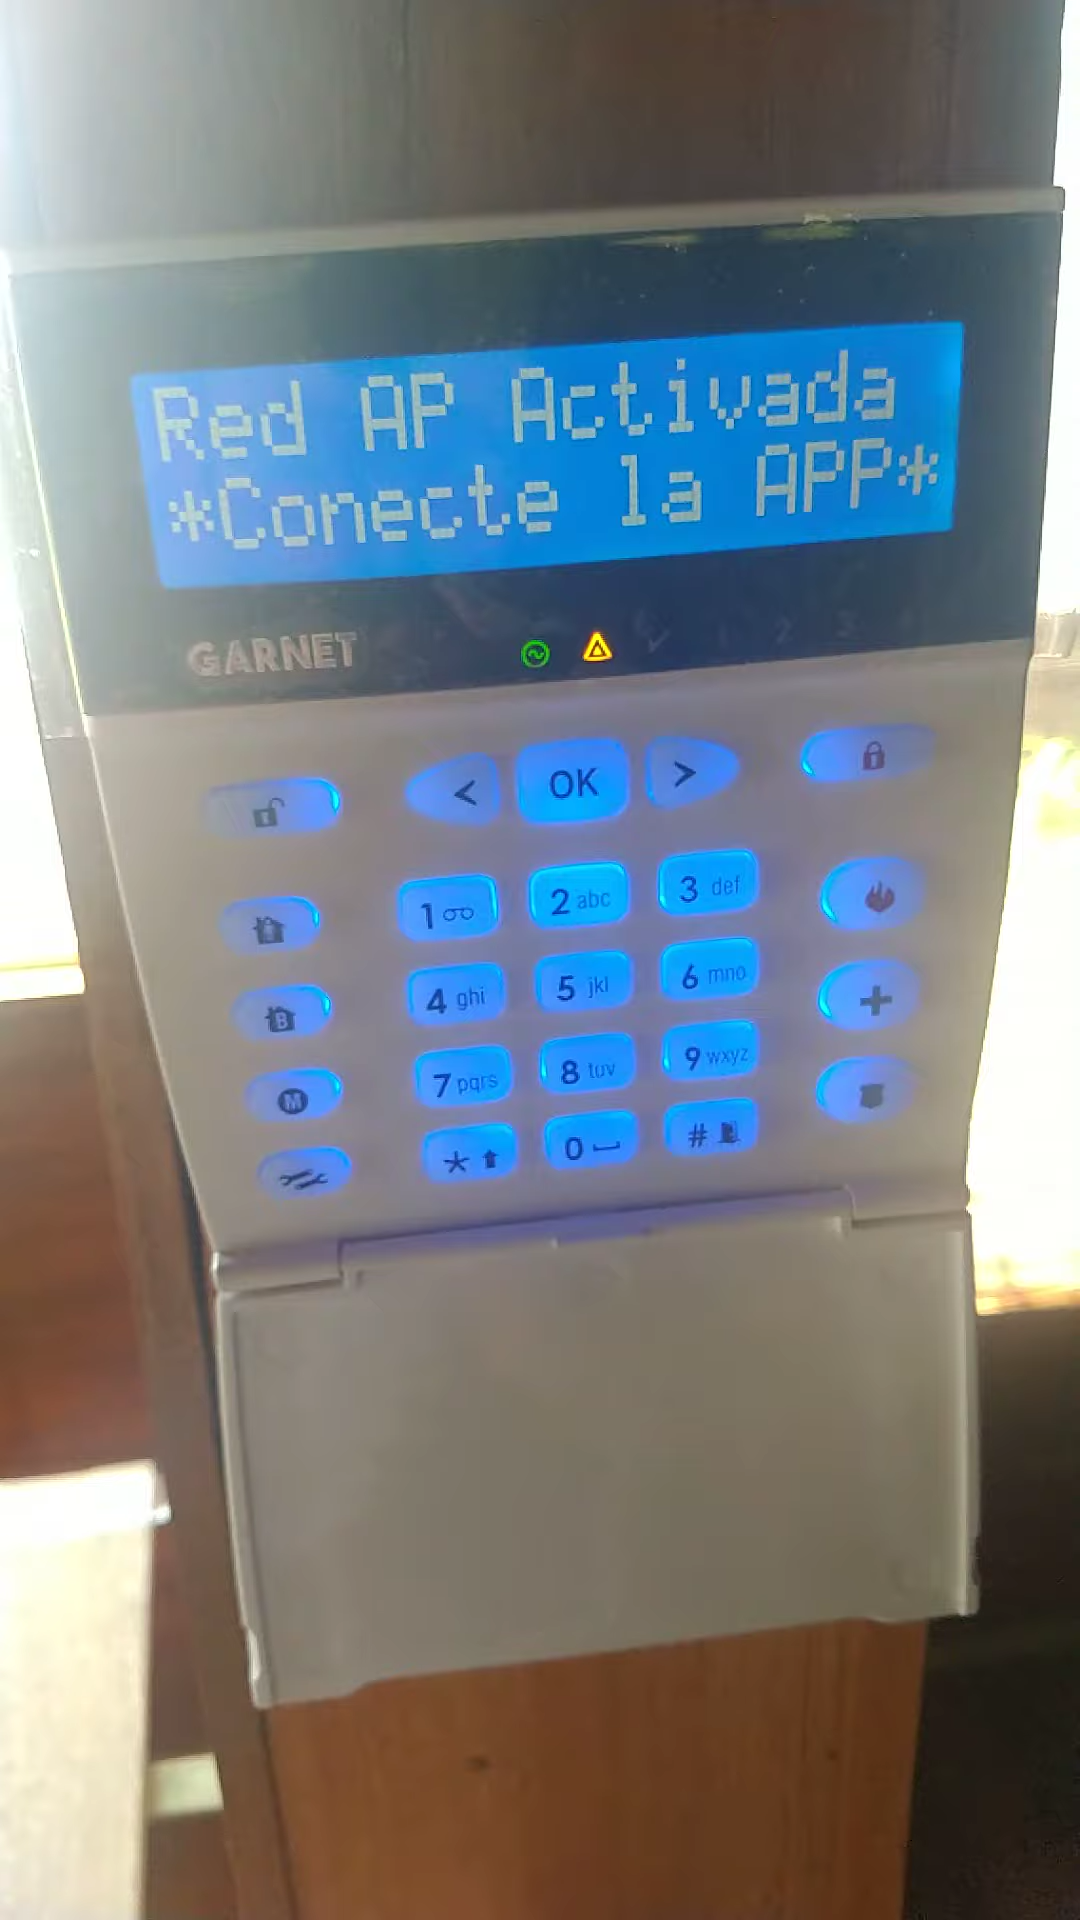 Red AP Activada
*Conecte la APP*
GARNET
< OK >
1 2 abc 3 def
4 ghi 5 jkl 6 mno
B
7 pqrs 8 tuv 9 wxyz
M
* 0 #